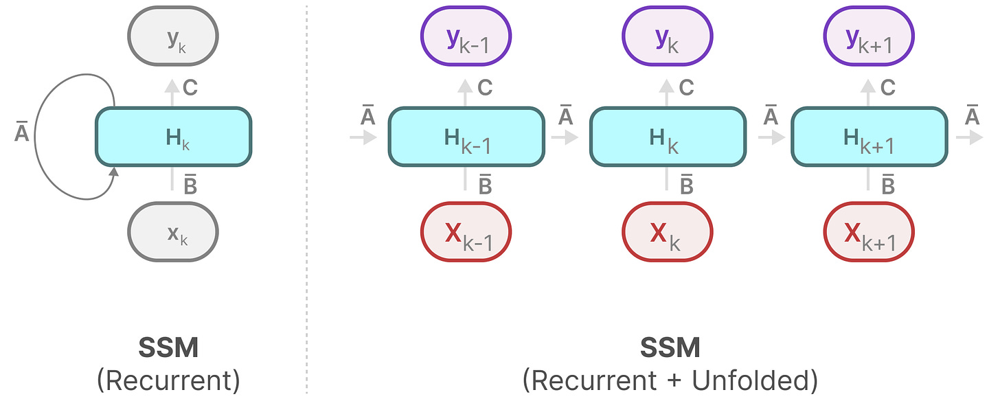 yₖ
C
Ā
Hₖ
B̄
xₖ
SSM
(Recurrent)
yₖ₋₁ yₖ yₖ₊₁
C C C
Ā Ā Ā Ā
Hₖ₋₁ Hₖ Hₖ₊₁
B̄ B̄ B̄
Xₖ₋₁ Xₖ Xₖ₊₁
SSM
(Recurrent + Unfolded)